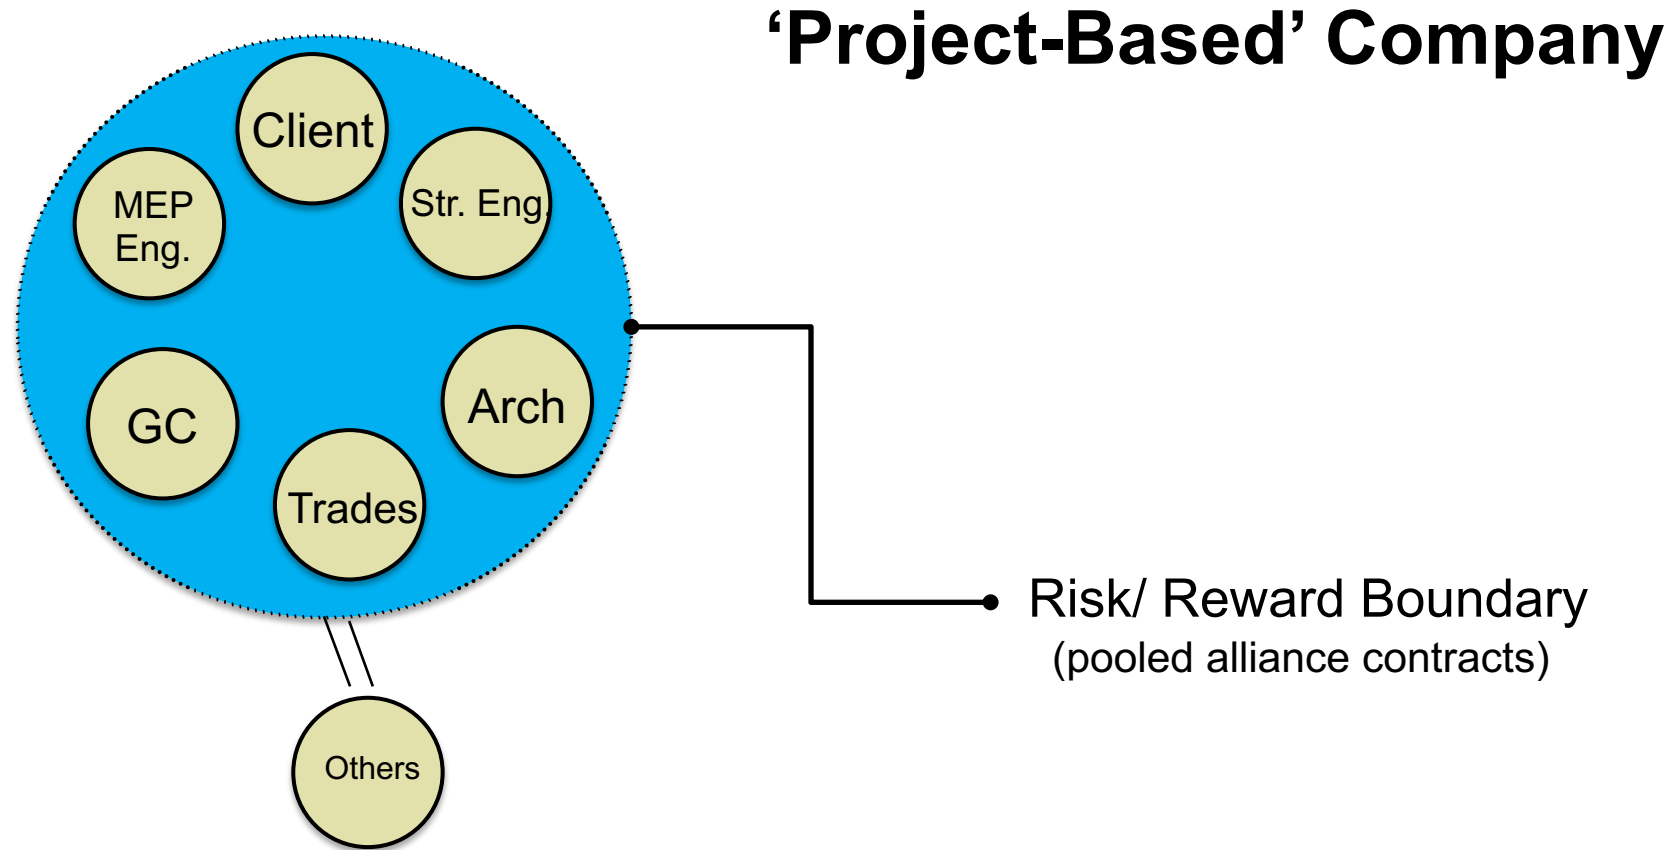 ‘Project-Based’ Company
Client
MEP
Eng.
Str. Eng.
GC
Arch
Trades
Risk/ Reward Boundary
(pooled alliance contracts)
Others